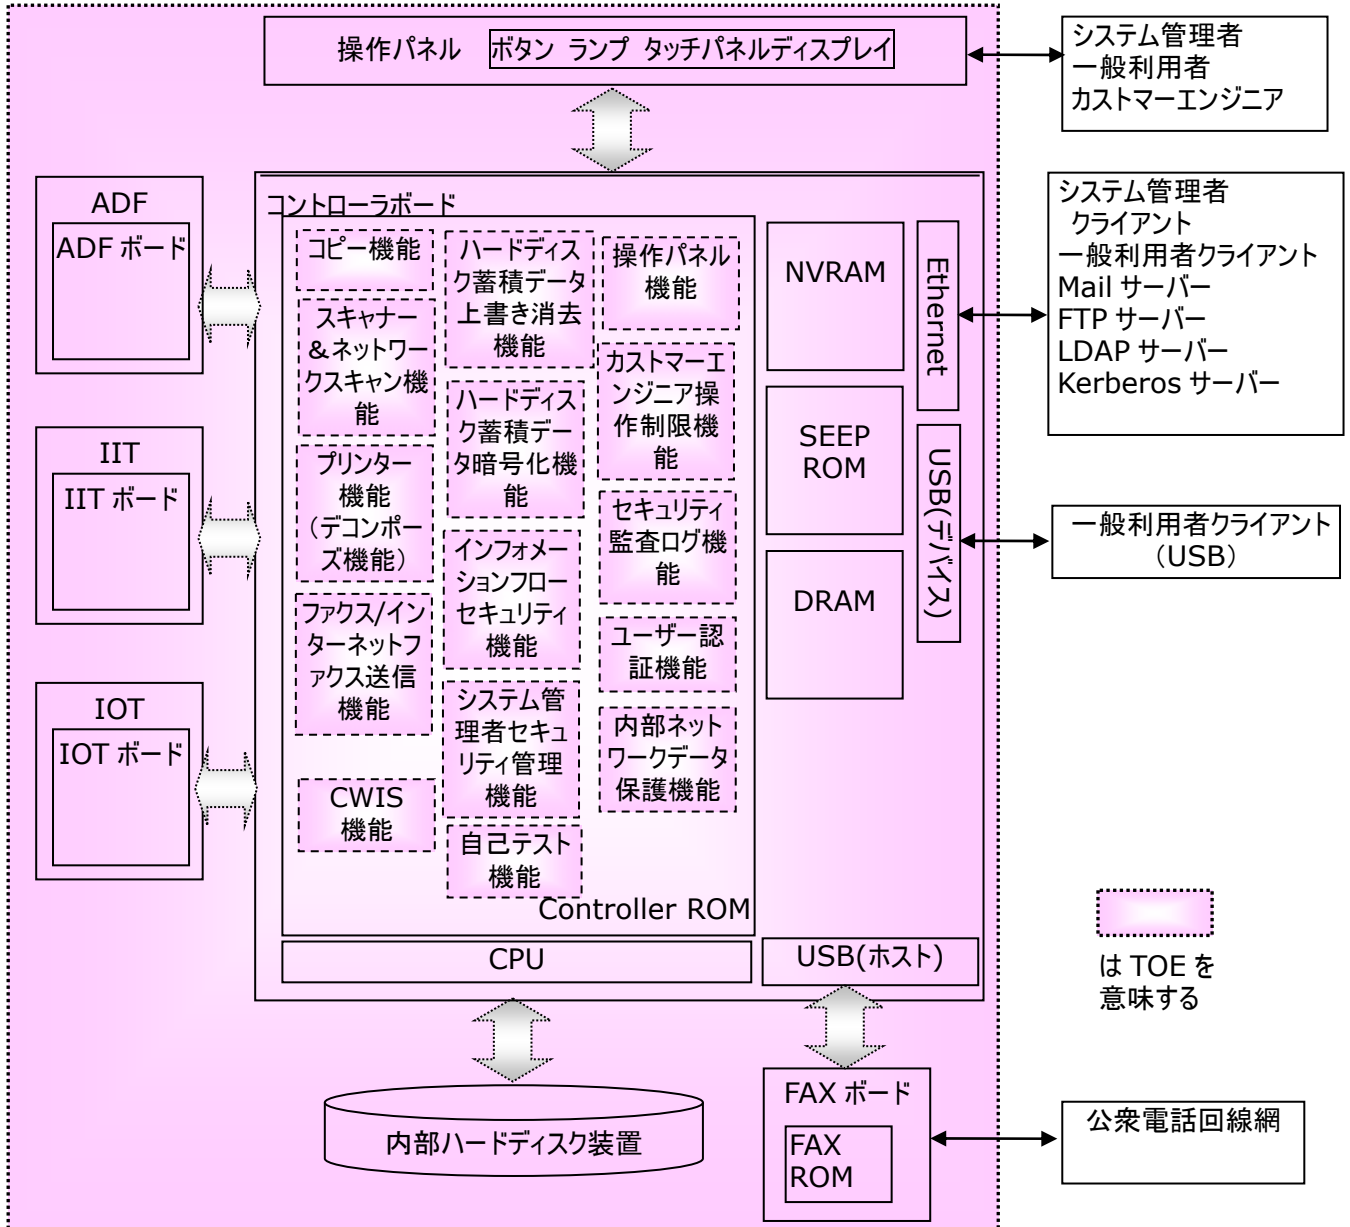 操作パネル ボタン ランプ タッチパネルディスプレイ
システム管理者
一般利用者
カストマーエンジニア
ADF
ADF ボード
IIT
IIT ボード
IOT
IOT ボード
コントローラボード
コピー機能
スキャナー
＆ネットワー
クスキャン機
能
プリンター
機能
（デコンポー
ズ機能）
ファクス/イン
ターネットフ
ァクス送信
機能
CWIS
機能
ハードディス
ク蓄積データ
上書き消去
機能
ハードディス
ク蓄積デー
タ暗号化機
能
インフォメー
ションフロー
セキュリティ
機能
システム管
理者セキュ
リティ管理
機能
自己テスト
機能
操作パネル
機能
カストマーエ
ンジニア操
作制限機
能
セキュリティ
監査ログ機
能
ユーザー認
証機能
内部ネット
ワークデータ
保護機能
Controller ROM
NVRAM
SEEP
ROM
DRAM
Ethernet
USB(デバイス)
CPU
USB(ホスト)
システム管理者
クライアント
一般利用者クライアント
Mail サーバー
FTP サーバー
LDAP サーバー
Kerberos サーバー
一般利用者クライアント
（USB）
は TOE を
意味する
内部ハードディスク装置
FAX ボード
FAX
ROM
公衆電話回線網